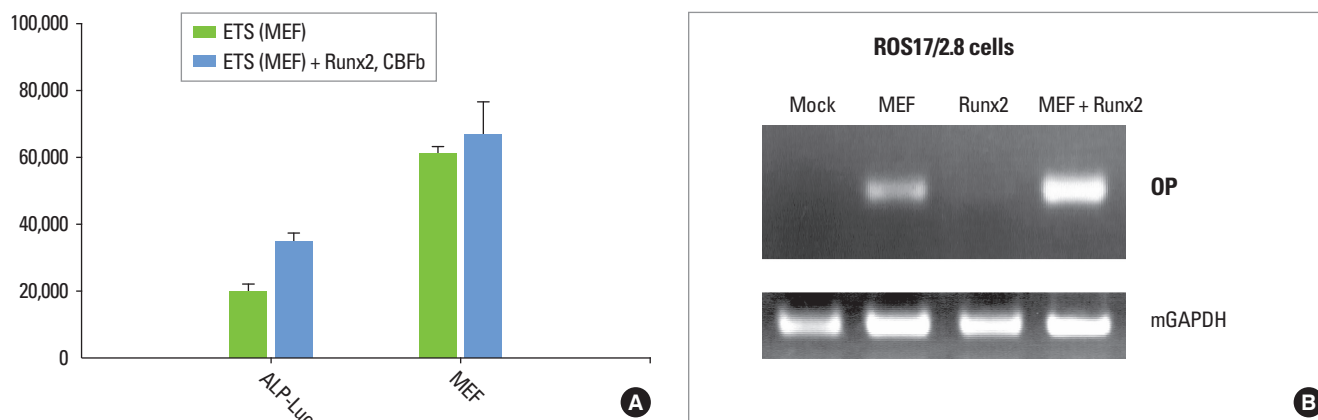 100,000
80,000
60,000
40,000
20,000
0
ETS (MEF)
ETS (MEF) + Runx2, CBFb
MEF
A
ROS17/2.8 cells
Mock MEF Runx2 MEF + Runx2
OP
mGAPDH
B